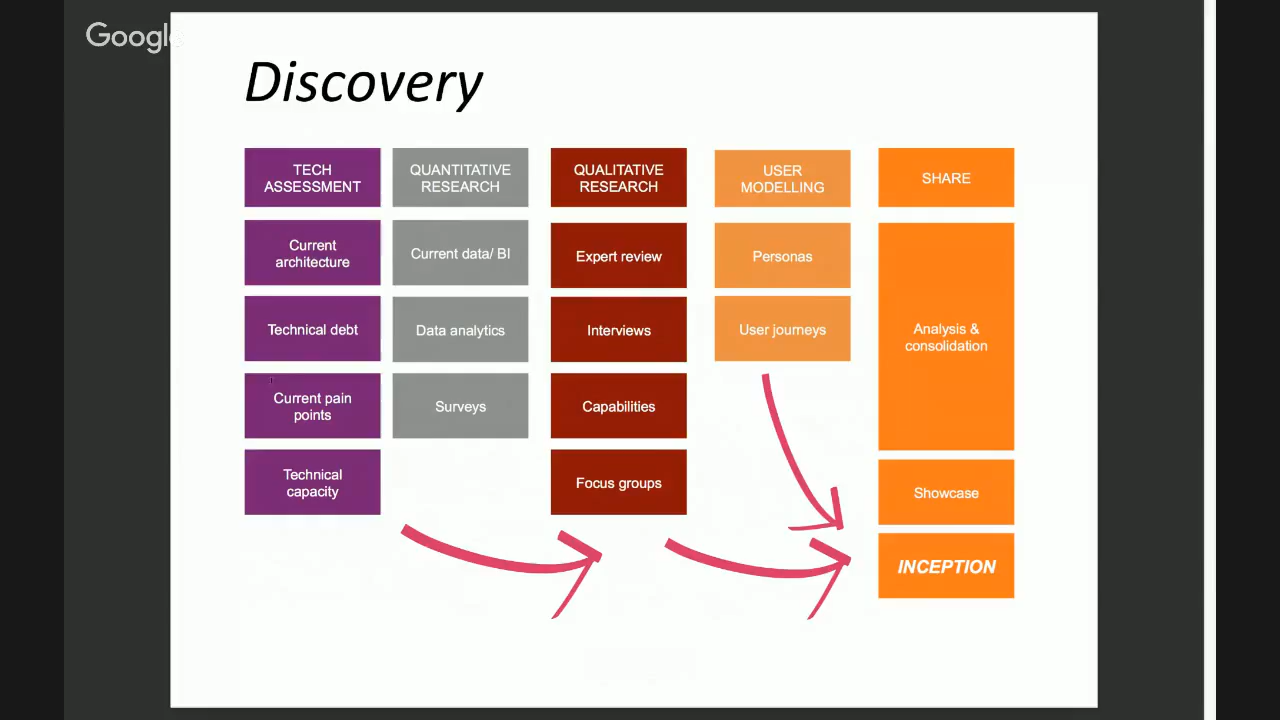 Google
Discovery
TECH
ASSESSMENT
Current
architecture
Technical debt
Current pain
points
Technical
capacity
QUANTITATIVE
RESEARCH
Current data/ BI
Data analytics
Surveys
QUALITATIVE
RESEARCH
Expert review
Interviews
Capabilities
Focus groups
USER
MODELLING
Personas
User journeys
SHARE
Analysis &
consolidation
Showcase
INCEPTION